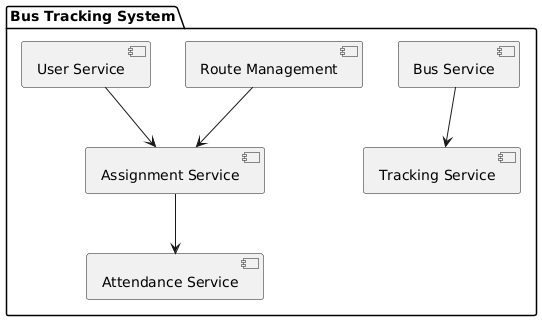 Bus Tracking System
User Service
Route Management
Bus Service
Assignment Service
Tracking Service
Attendance Service